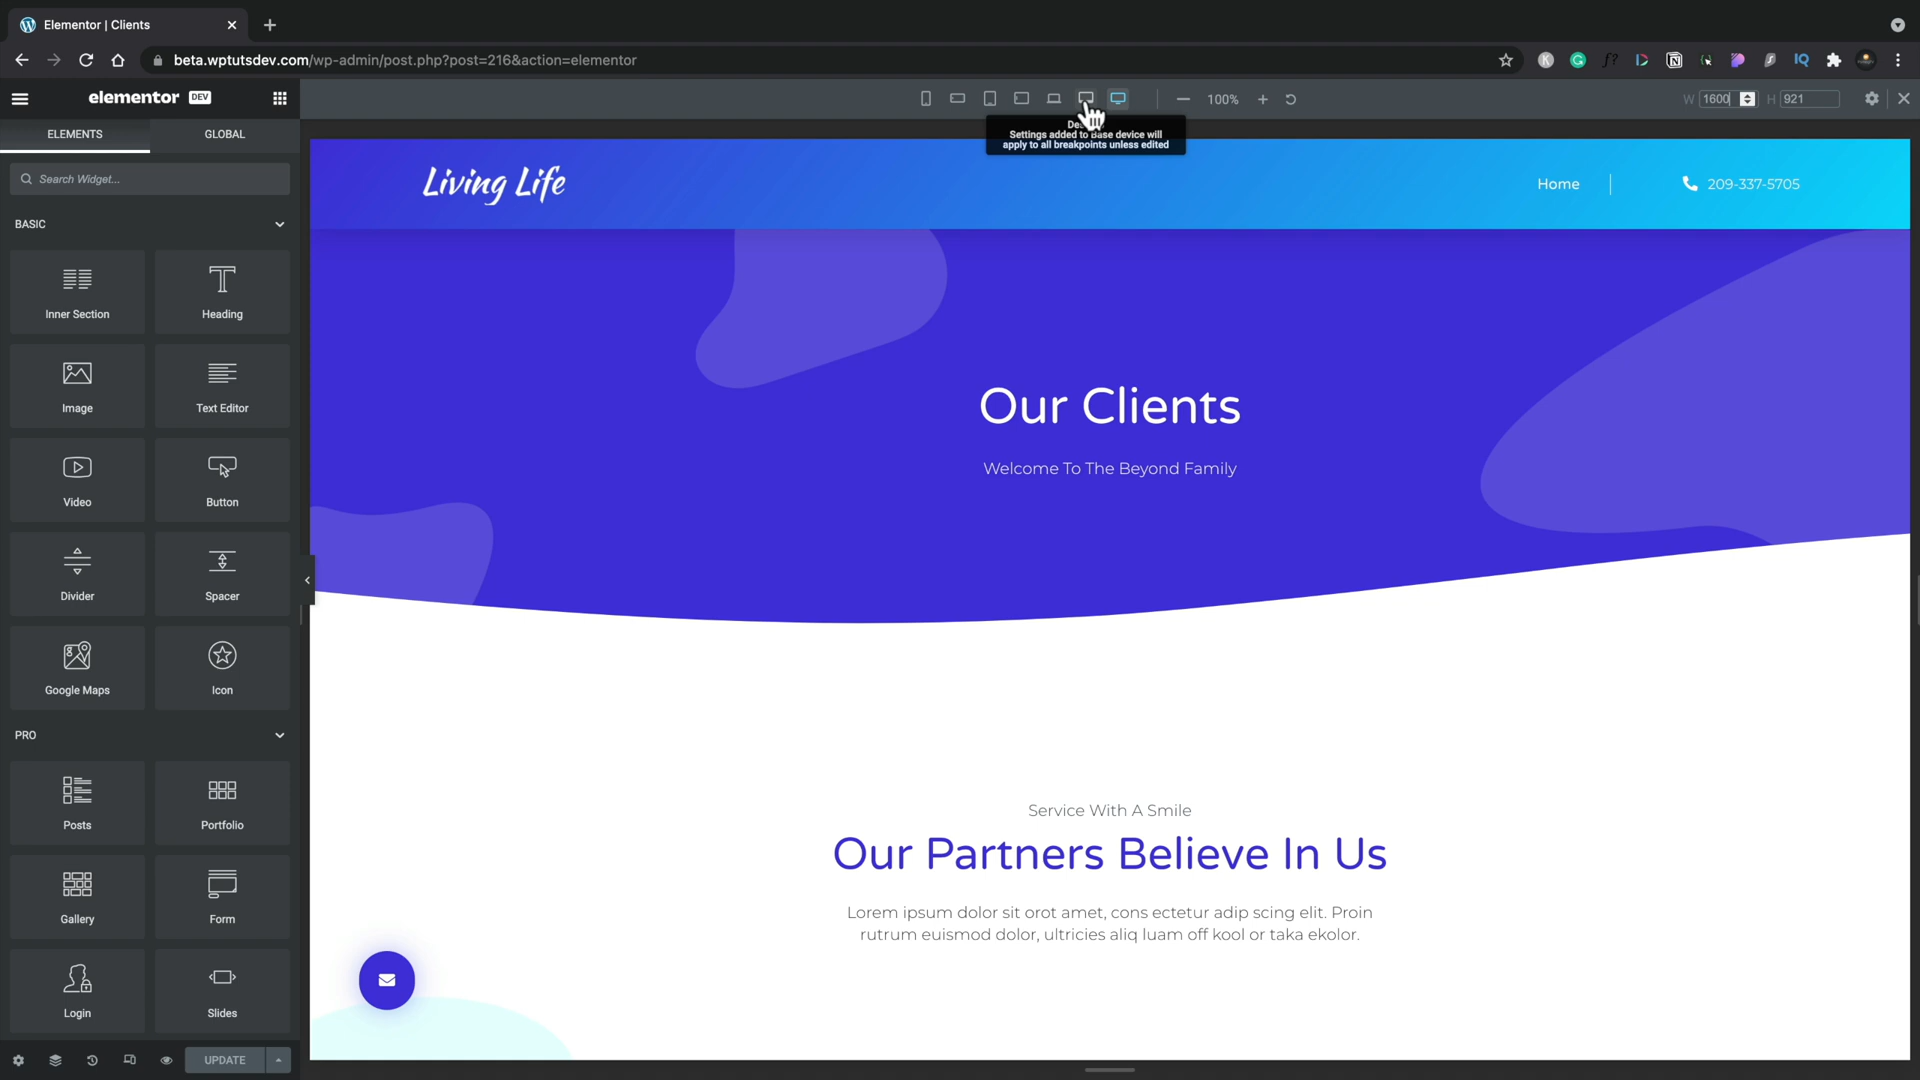 Elementor | Clients
beta.wptutsdev.com/wp-admin/post.php?post=216&action=elementor
elementor DEV
100%
W 1600 H 921
ELEMENTS GLOBAL
Settings added to Base device will
apply to all breakpoints unless edited
Search Widget...
Living Life
Home
209-337-5705
BASIC
Inner Section
Heading
Image
Text Editor
Video
Button
Divider
Spacer
Google Maps
Icon
PRO
Posts
Portfolio
Gallery
Form
Login
Slides
UPDATE
Our Clients
Welcome To The Beyond Family
Service With A Smile
Our Partners Believe In Us
Lorem ipsum dolor sit orot amet, cons ectetur adip scing elit. Proin
rutrum euismod dolor, ultricies aliq luam off kool or taka ekolor.